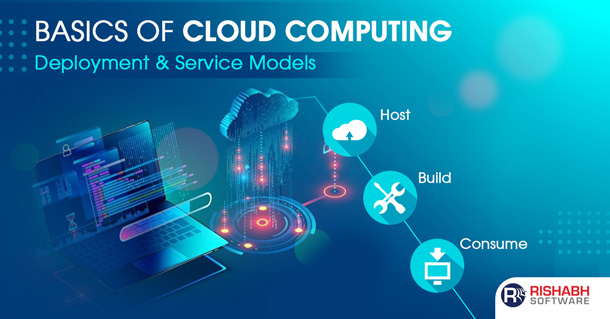 BASICS OF CLOUD COMPUTING
Deployment & Service Models
Host
Build
Consume
R
RISHABH
SOFTWARE